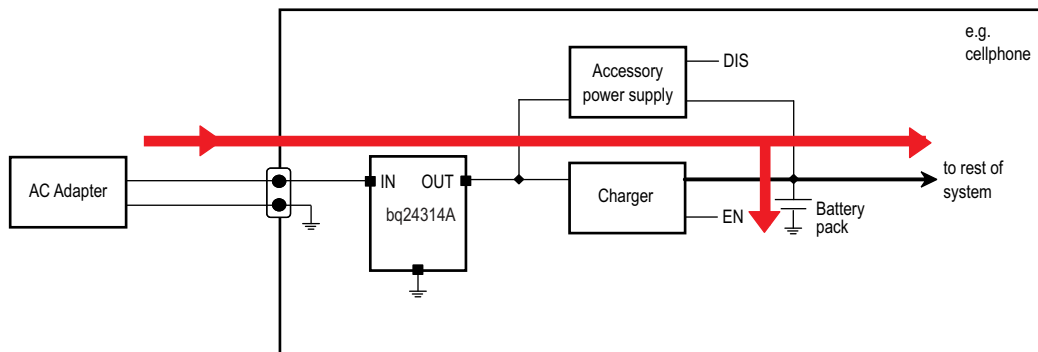 e.g.
cellphone
Accessory
power supply
DIS
AC Adapter
IN
OUT
bq24314A
Charger
EN
to rest of
system
Battery
pack